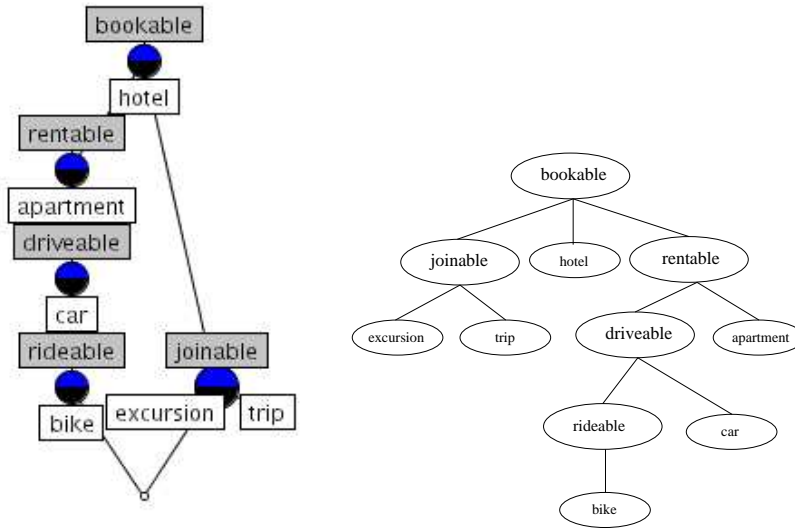 bookable
hotel
rentable
apartment
driveable
car
rideable
joinable
bike
excursion
trip
bookable
joinable
hotel
rentable
excursion
trip
driveable
apartment
rideable
car
bike